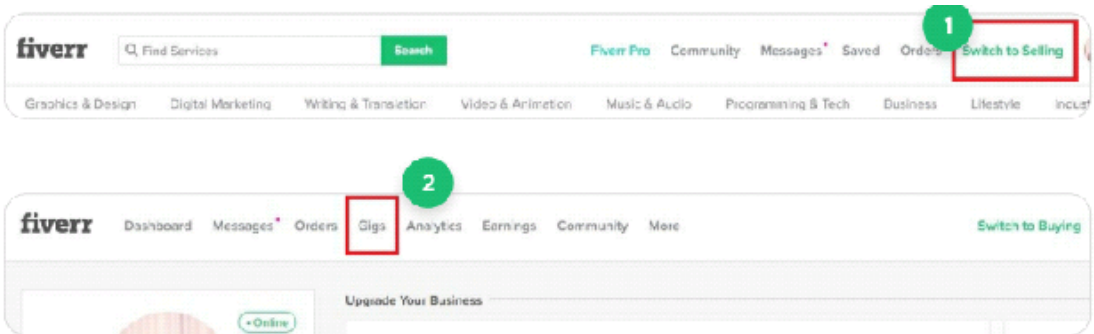 1
fiverr Find Services Search Fiverr Pro Community Messages Saved Orders Switch to Selling
Graphics & Design Digital Marketing Writing & Translation Video & Animation Music & Audio Programming & Tech Business Lifestyle Indust
2
fiverr Dashboard Messages Orders Gigs Analytics Earnings Community More Switch to Buying
Upgrade Your Business
• Online